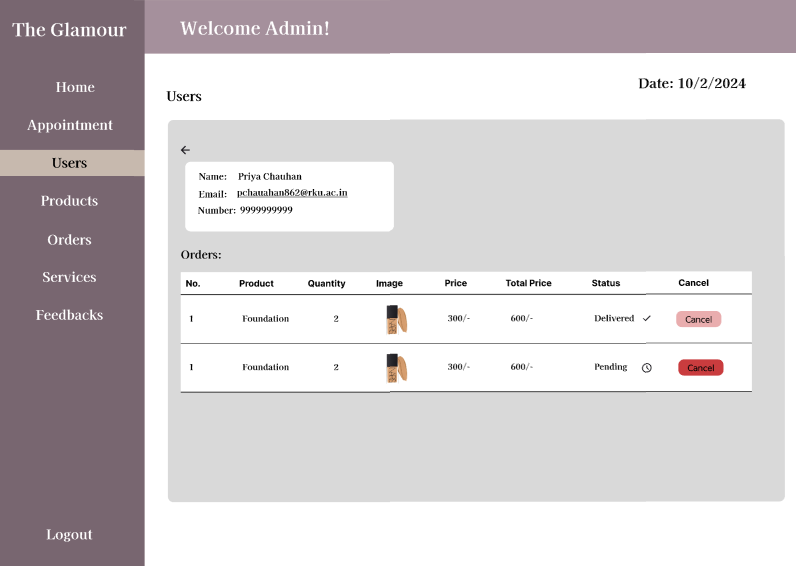 The Glamour
Welcome Admin!
Home
Appointment
Users
Products
Orders
Services
Feedbacks
Logout
Date: 10/2/2024
Users
Name: Priya Chauhan
Email: pchauahan862@rku.ac.in
Number: 9999999999
Orders:
No. Product Quantity Image Price Total Price Status Cancel
1 Foundation 2 300/- 600/- Delivered Cancel
1 Foundation 2 300/- 600/- Pending Cancel